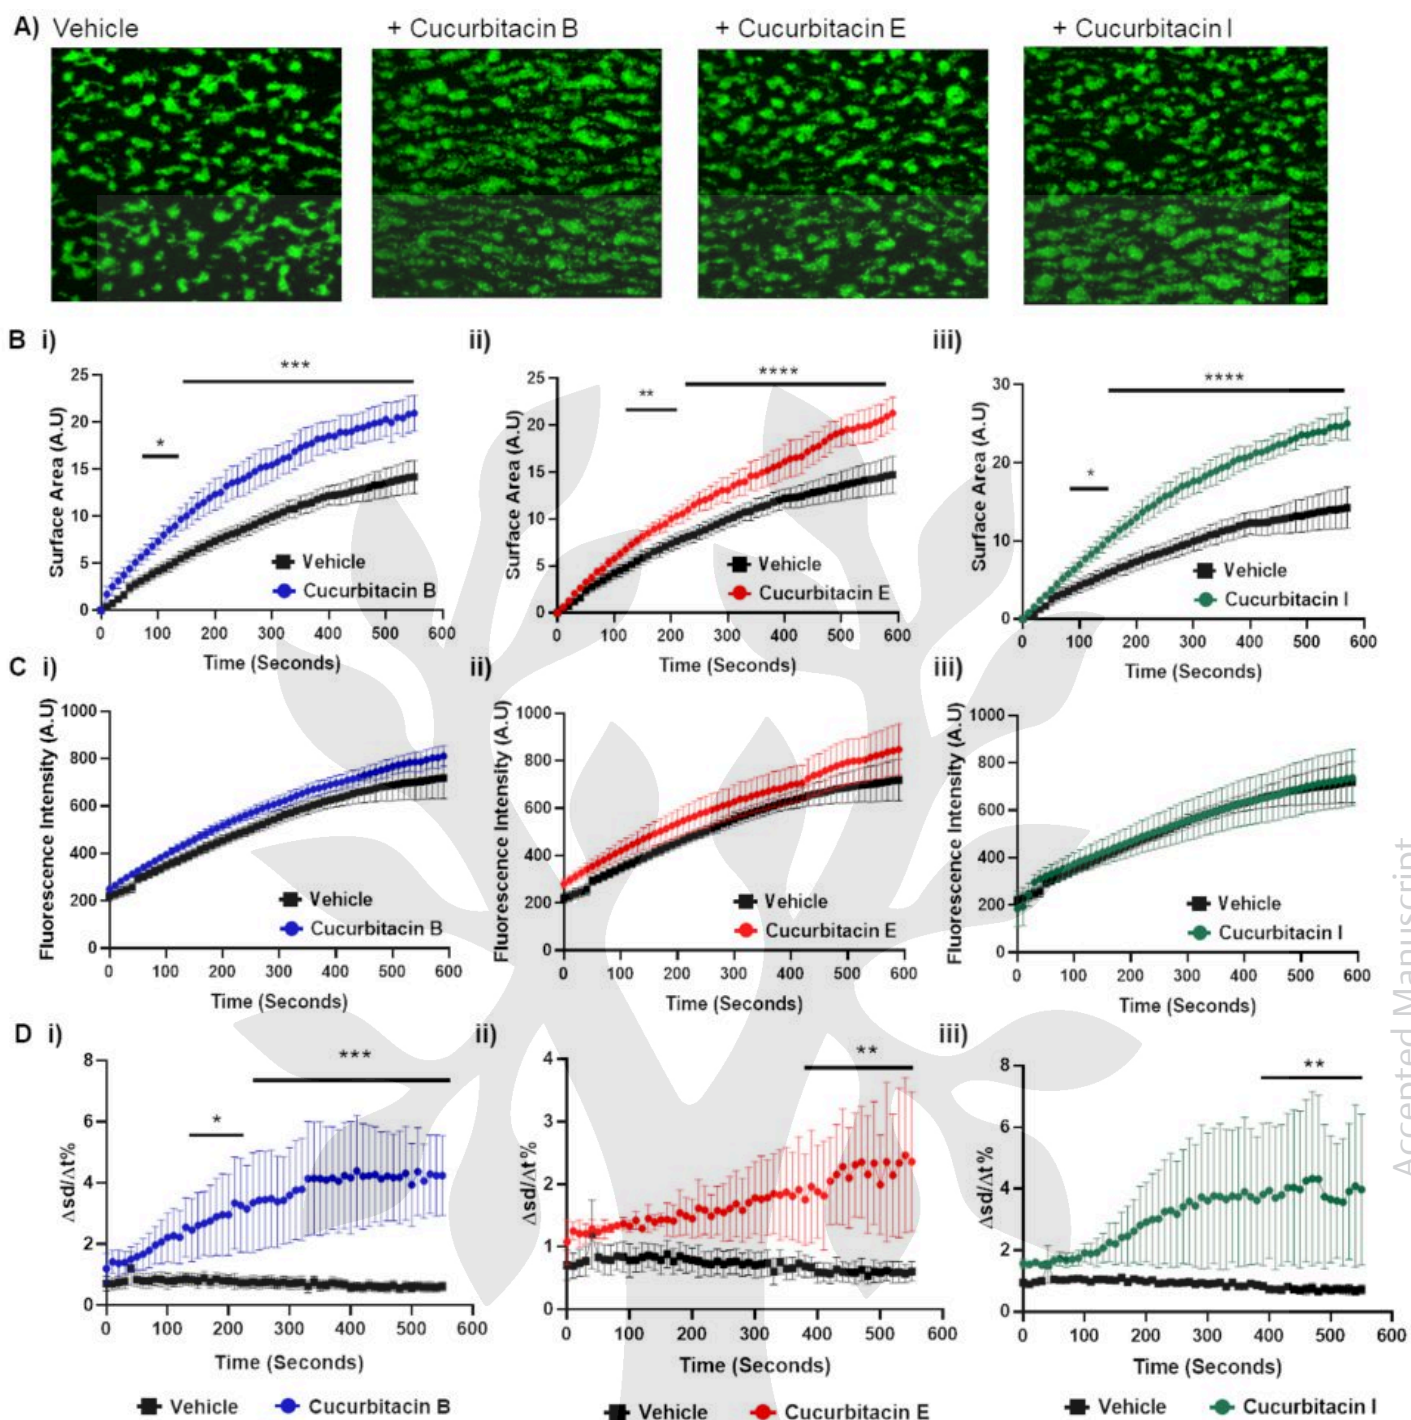 A) Vehicle + Cucurbitacin B + Cucurbitacin E + Cucurbitacin I
B i) ii) iii)
*** ** **** ****
* *
25 20 15 10 5 0
Surface Area (A.U)
Vehicle
Cucurbitacin B
0 100 200 300 400 500 600
Time (Seconds)
25 20 15 10 5 0
Surface Area (A.U)
Vehicle
Cucurbitacin E
0 100 200 300 400 500 600
Time (Seconds)
30 20 10 0
Surface Area (A.U)
Vehicle
Cucurbitacin I
0 100 200 300 400 500 600
Time (Seconds)
C i) ii) iii)
1000 800 600 400 200 0
Fluorescence Intensity (A.U)
Vehicle
Cucurbitacin B
0 100 200 300 400 500 600
Time (Seconds)
1000 800 600 400 200 0
Fluorescence Intensity (A.U)
Vehicle
Cucurbitacin E
0 100 200 300 400 500 600
Time (Seconds)
1000 800 600 400 200 0
Fluorescence Intensity (A.U)
Vehicle
Cucurbitacin I
0 100 200 300 400 500 600
Time (Seconds)
D i) ii) iii)
*** ** **
*
8 6 4 2 0
Δsd/Δt%
0 100 200 300 400 500 600
Time (Seconds)
Vehicle Cucurbitacin B
4 3 2 1 0
Δsd/Δt%
0 100 200 300 400 500 600
Time (Seconds)
Vehicle Cucurbitacin E
8 6 4 2 0
Δsd/Δt%
0 100 200 300 400 500 600
Time (Seconds)
Vehicle Cucurbitacin I
Accepted Manuscript